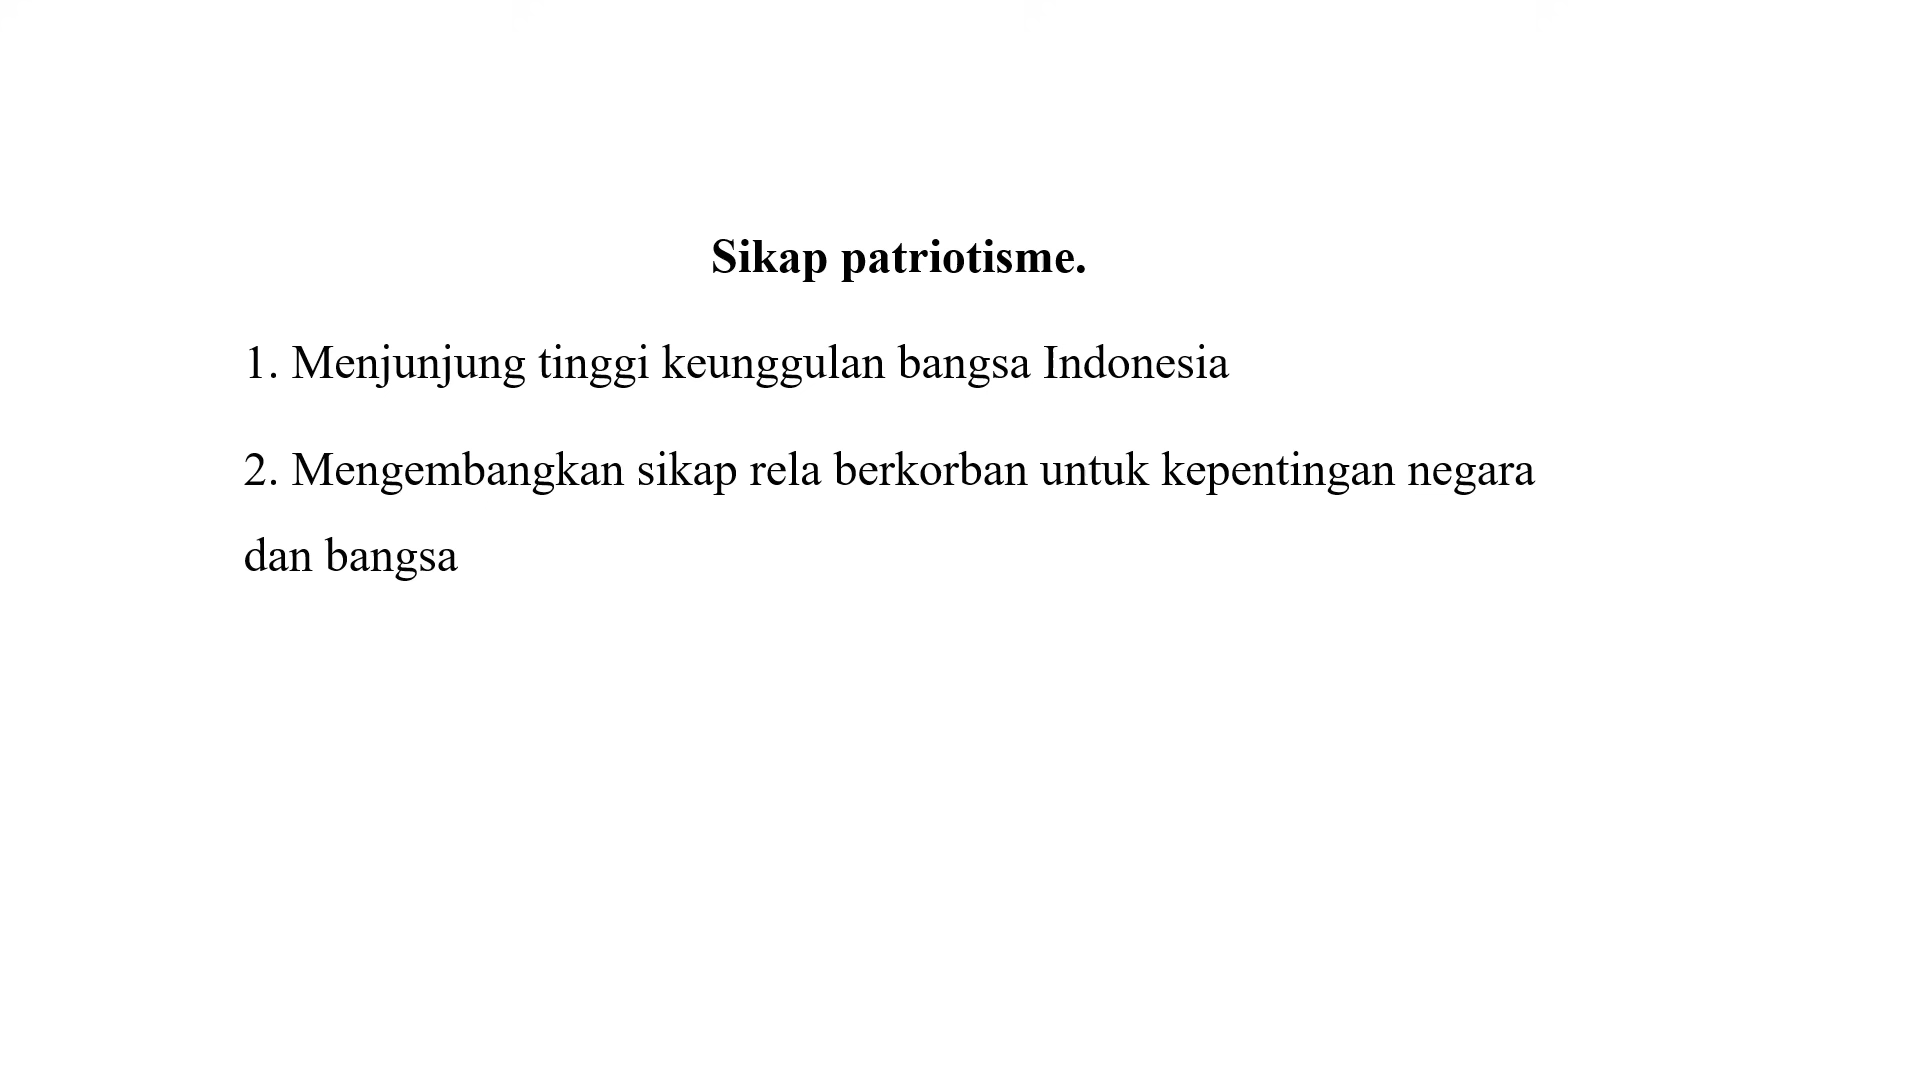 Sikap patriotisme.
1. Menjunjung tinggi keunggulan bangsa Indonesia
2. Mengembangkan sikap rela berkorban untuk kepentingan negara
dan bangsa